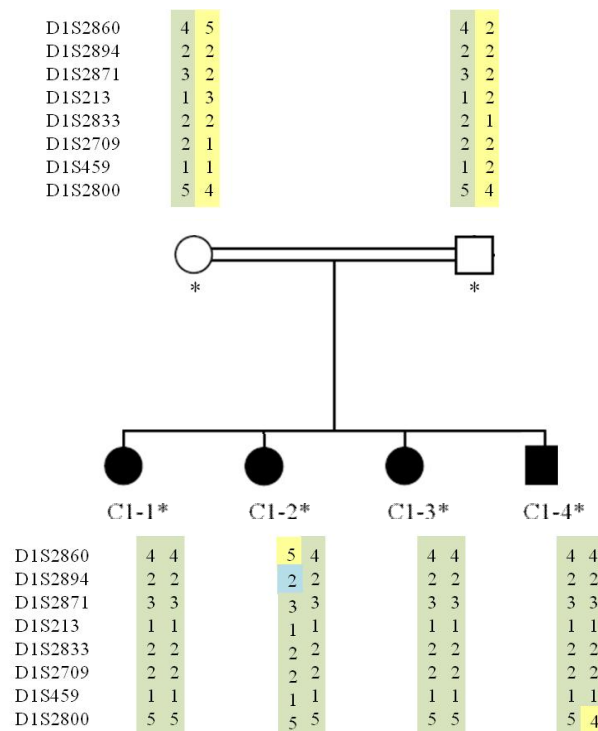 D1S2860 4 5 4 2
D1S2894 2 2 2 2
D1S2871 3 2 3 2
D1S213 1 3 1 2
D1S2833 2 2 2 1
D1S2709 2 1 2 2
D1S459 1 1 1 2
D1S2800 5 4 5 4
* *
C1-1* C1-2* C1-3* C1-4*
D1S2860 4 4 5 4 4 4 4 4
D1S2894 2 2 2 2 2 2 2 2
D1S2871 3 3 3 3 3 3 3 3
D1S213 1 1 1 1 1 1 1 1
D1S2833 2 2 2 2 2 2 2 2
D1S2709 2 2 2 2 2 2 2 2
D1S459 1 1 1 1 1 1 1 1
D1S2800 5 5 5 5 5 5 5 4